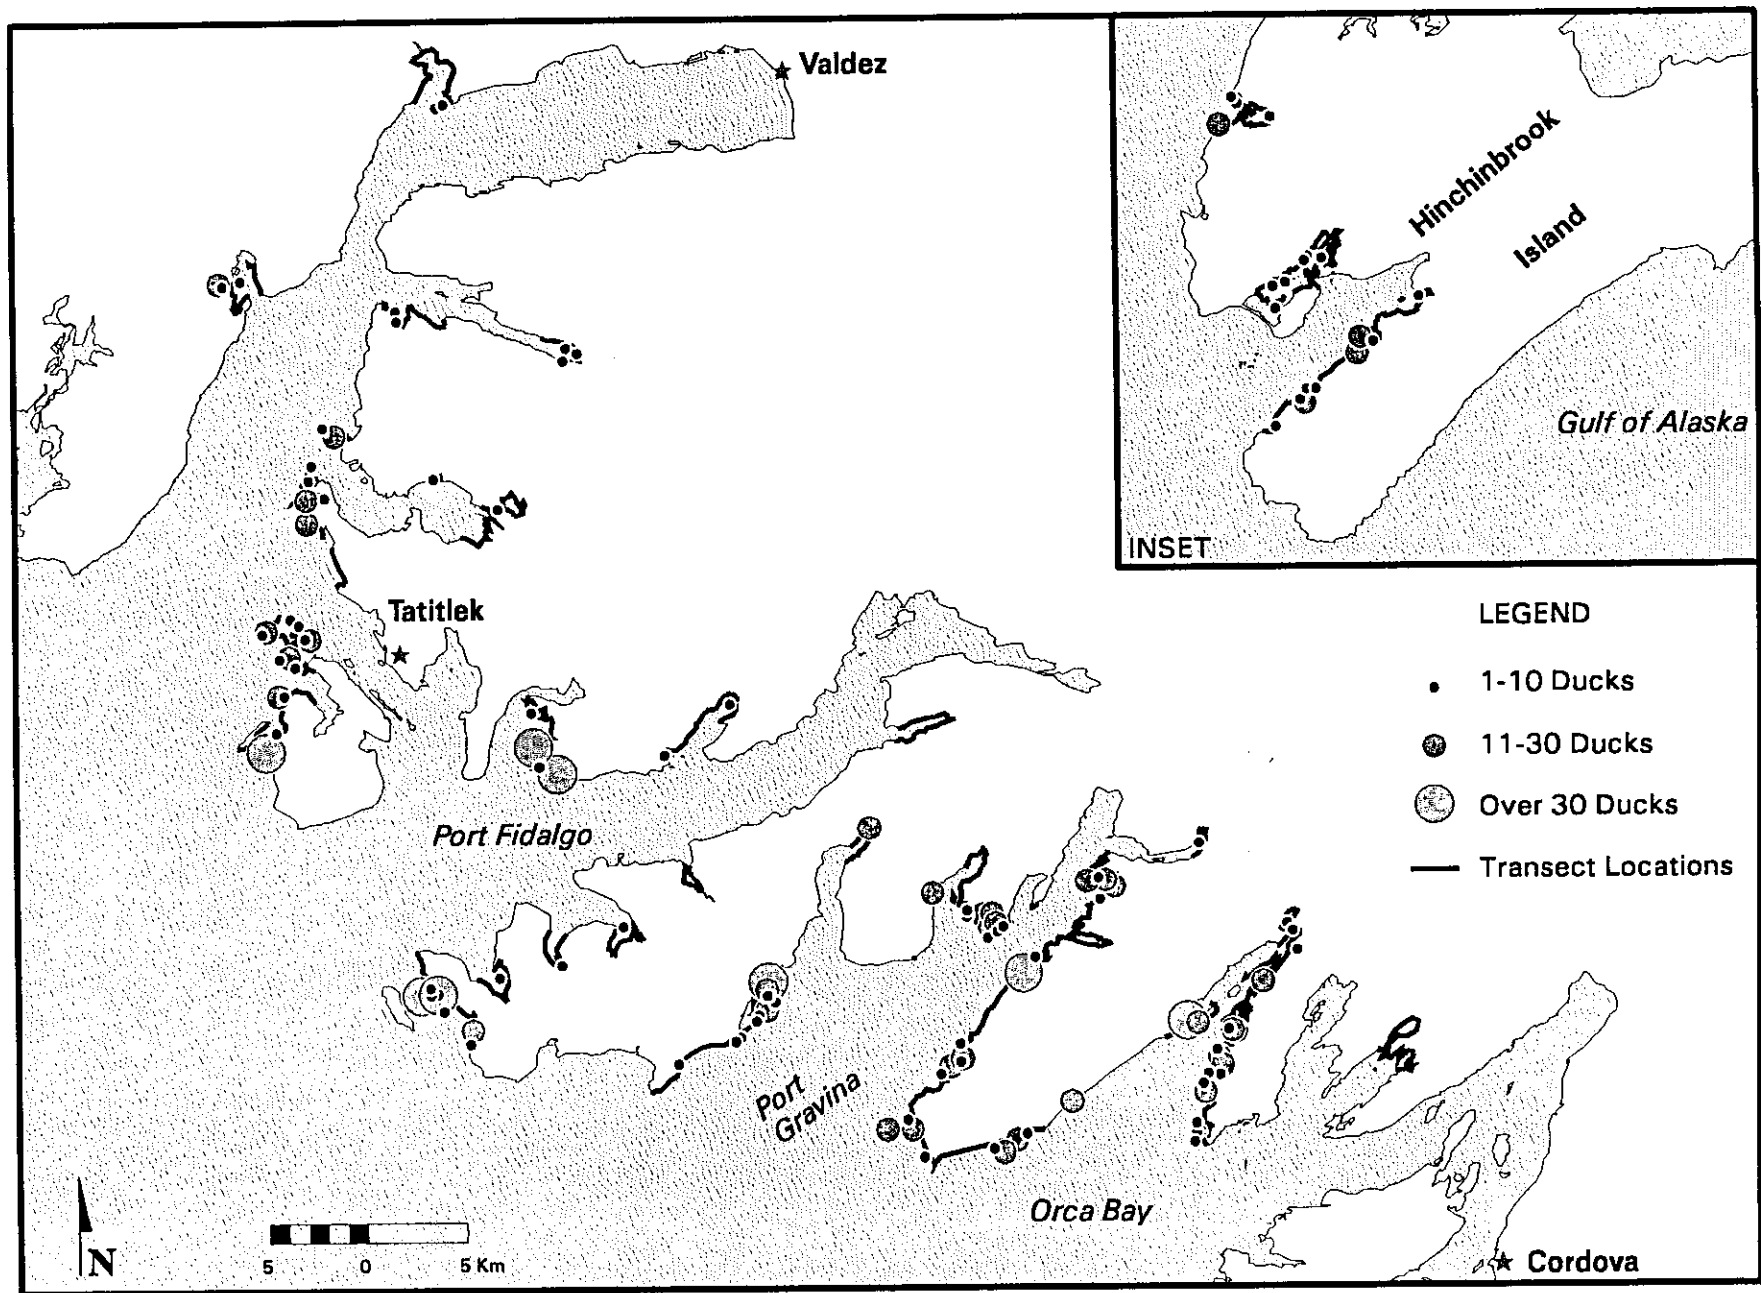 Valdez
Hinchinbrook
Island
Gulf of Alaska
INSET
Tatitlek
LEGEND
1-10 Ducks
11-30 Ducks
Over 30 Ducks
Transect Locations
Port Fidalgo
Port
Gravina
Orca Bay
N
5 0 5 Km
Cordova